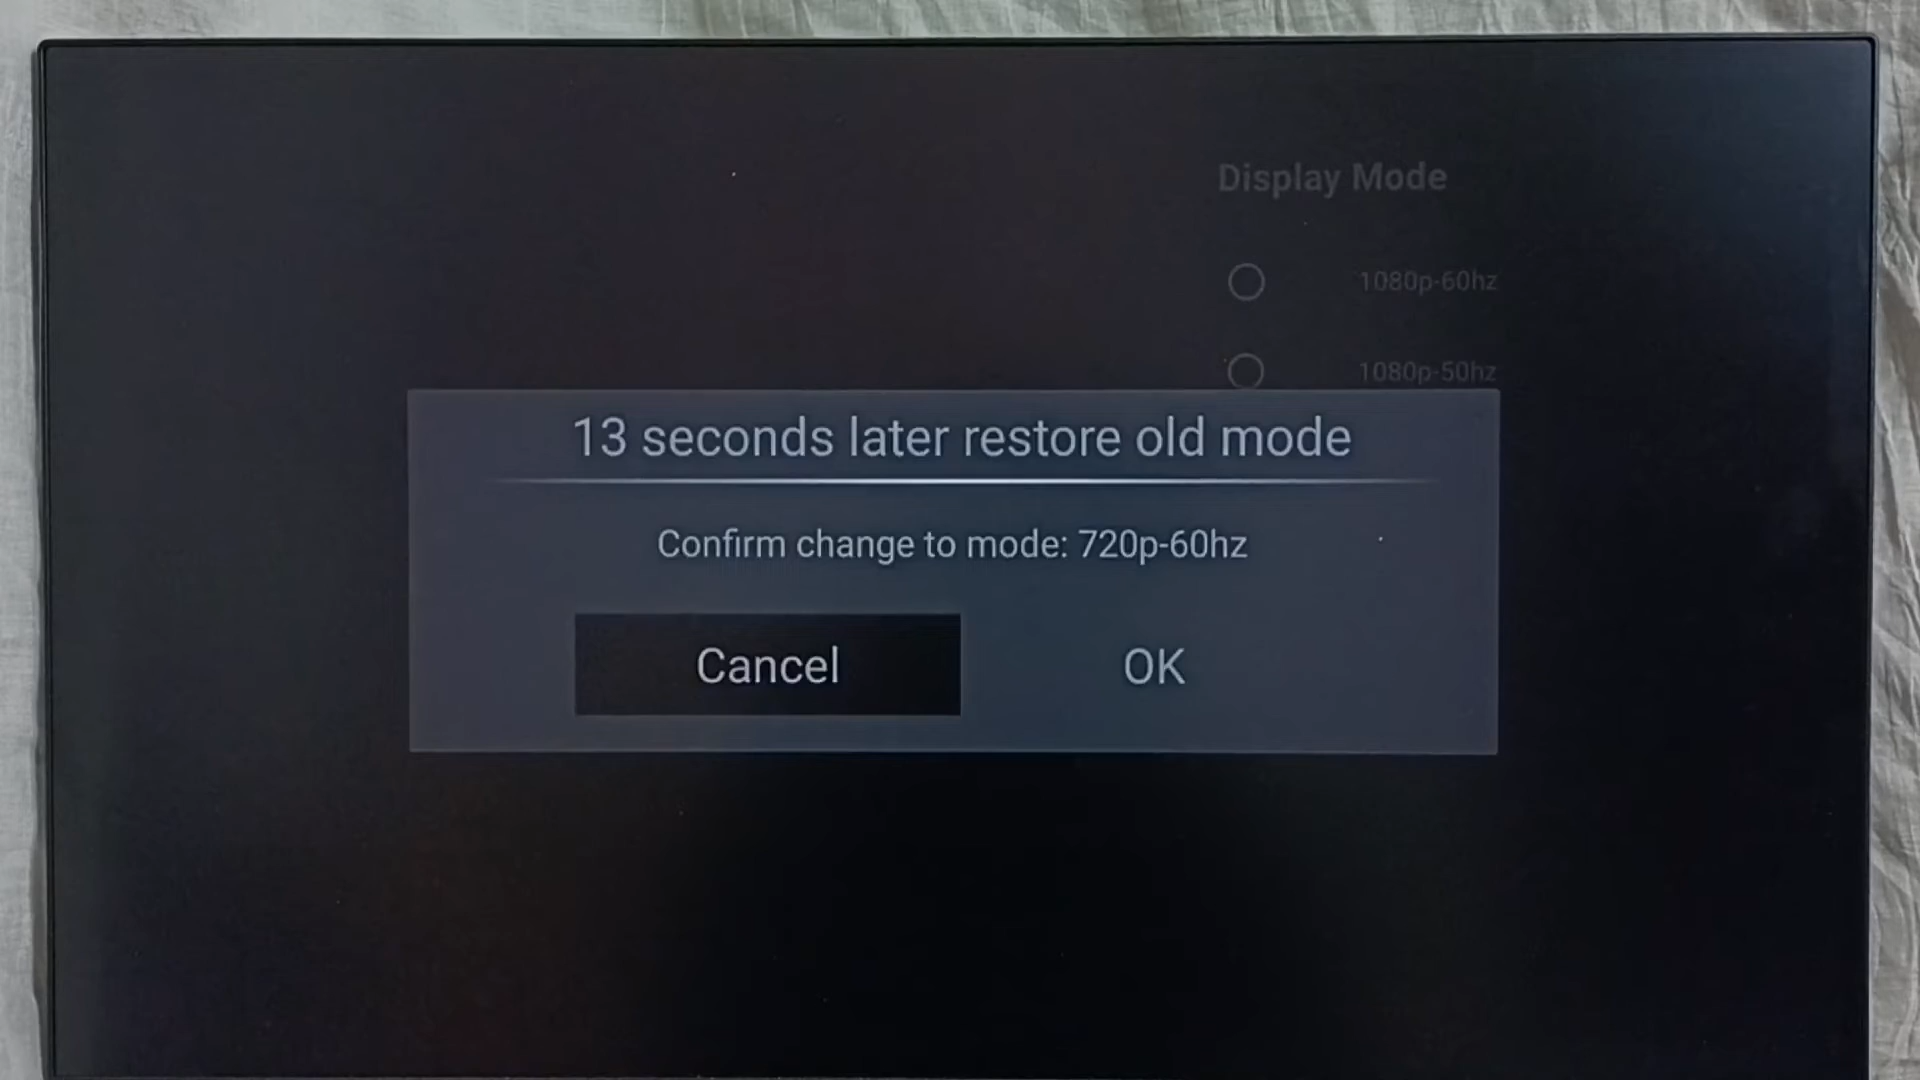 Display Mode
1080p-60hz
1080p-50hz
13 seconds later restore old mode
Confirm change to mode: 720p-60hz
Cancel
OK